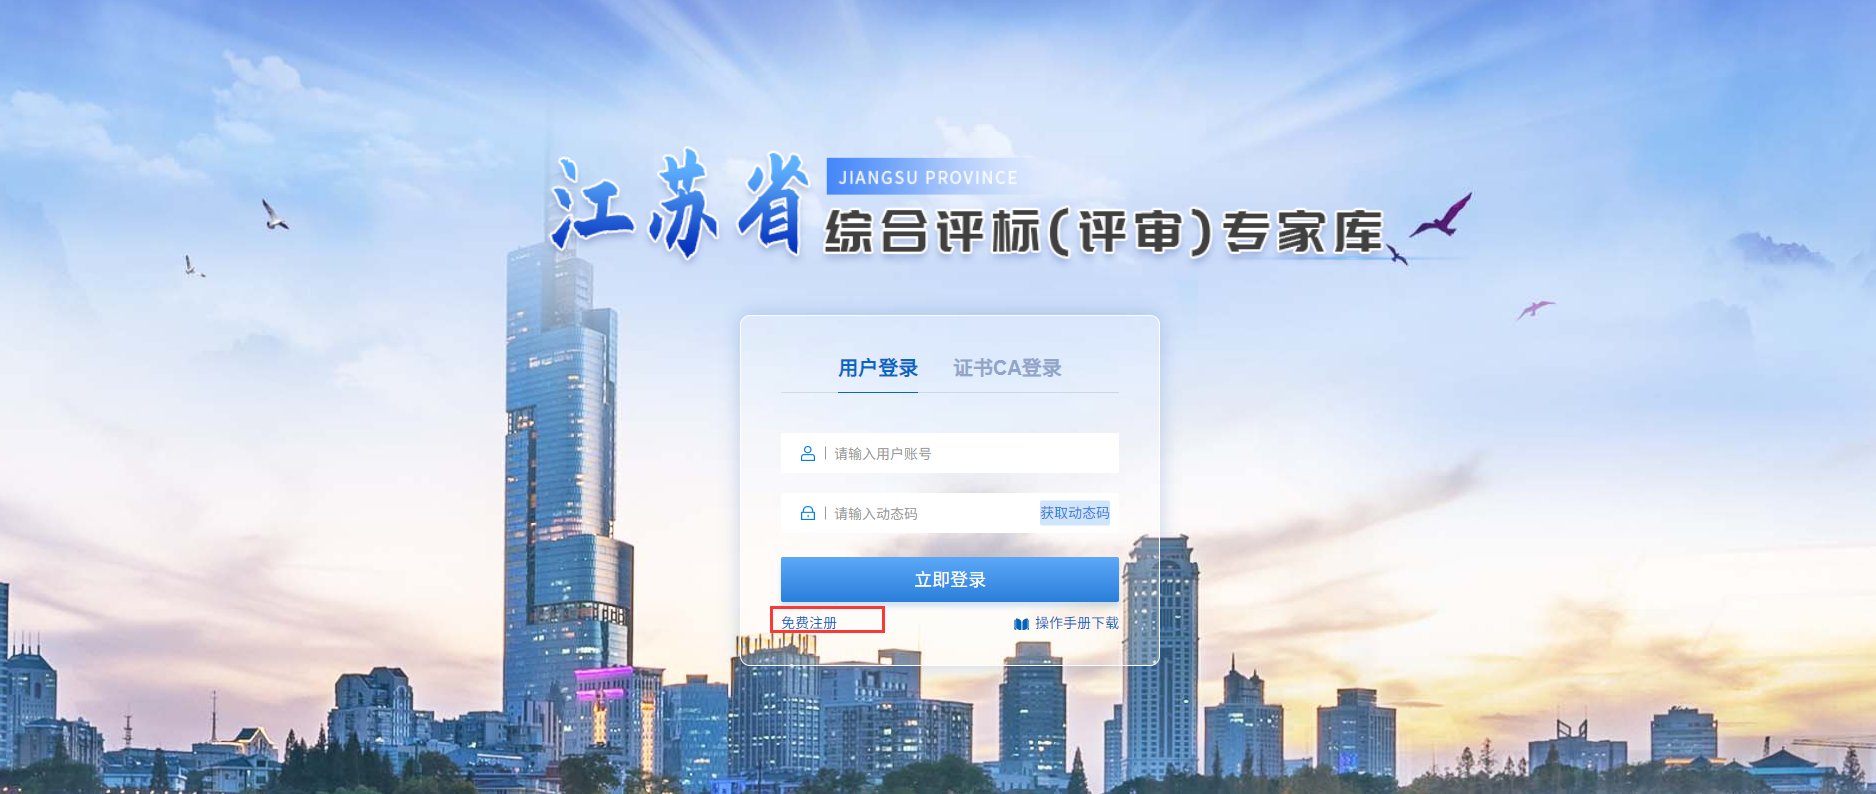 江苏省
JIANGSU PROVINCE
综合评标(评审)专家库
用户登录 证书CA登录
请输入用户账号
请输入动态码 获取动态码
立即登录
免费注册 操作手册下载